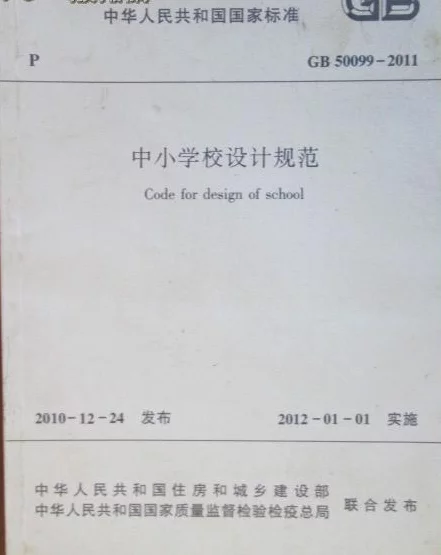 中华人民共和国国家标准
GB
P
GB 50099-2011
中小学校设计规范
Code for design of school
2010-12-24 发布
2012-01-01 实施
中华人民共和国住房和城乡建设部
中华人民共和国国家质量监督检验检疫总局
联合发布